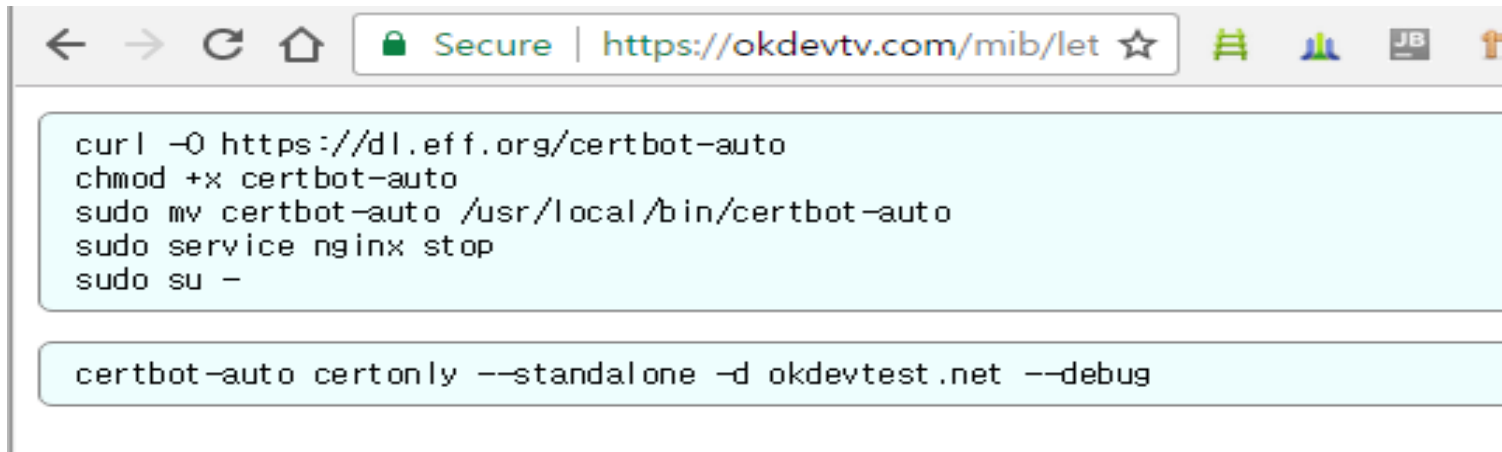 Secure | https://okdevtv.com/mib/let
JB
curl -O https://dl.eff.org/certbot-auto
chmod +x certbot-auto
sudo mv certbot-auto /usr/local/bin/certbot-auto
sudo service nginx stop
sudo su -
certbot-auto certonly --standalone -d okdevtest.net --debug